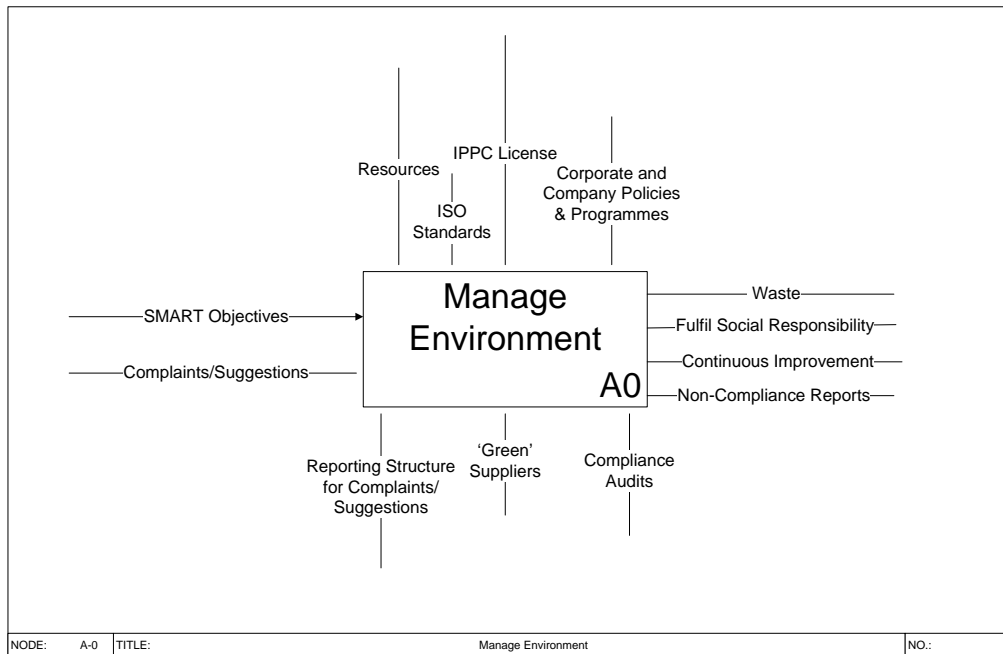 IPPC License
Resources
Corporate and
Company Policies
& Programmes
ISO
Standards
Manage
Environment
A0
SMART Objectives
Complaints/Suggestions
Waste
Fulfil Social Responsibility
Continuous Improvement
Non-Compliance Reports
Reporting Structure
for Complaints/
Suggestions
‘Green’
Suppliers
Compliance
Audits
NODE: A-0 TITLE: Manage Environment NO.: